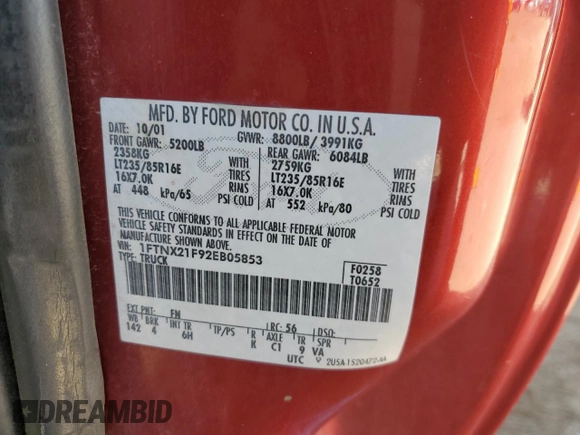 MFD. BY FORD MOTOR CO. IN U.S.A.
DATE: 10/01 GVWR: 8800LB/ 3991KG
FRONT GAWR: 5200LB REAR GAWR: 6084LB
2358KG WITH 2759KG WITH
LT235/85R16E TIRES LT235/85R16E TIRES
16X7.0K RIMS 16X7.0K RIMS
AT 448 kPa/65 PSI COLD AT 552 kPa/80 PSI COLD
THIS VEHICLE CONFORMS TO ALL APPLICABLE FEDERAL MOTOR
VEHICLE SAFETY STANDARDS IN EFFECT ON THE DATE OF
MANUFACTURE SHOWN ABOVE.
VIN: 1FTNX21F92EB05853
TYPE: TRUCK
F0258
T0652
EXT PNT: FN RC: 56 DSO:
WB BRK INT TR TP/PS R AXLE TR SPR
142 4 6H K C1 9 VA
UTC 2USA1520472-AA
DREAMBID